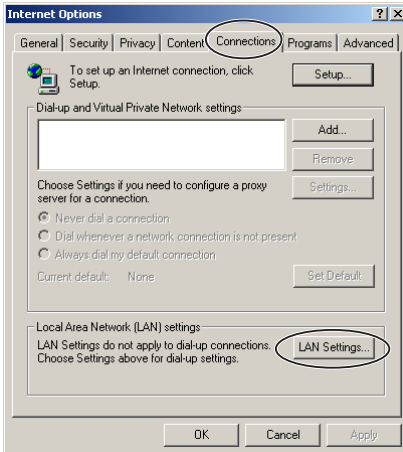 Internet Options
General Security Privacy Content Connections Programs Advanced
To set up an Internet connection, click
Setup.
Setup...
Dial-up and Virtual Private Network settings
Add...
Remove
Choose Settings if you need to configure a proxy
server for a connection.
Settings...
Never dial a connection
Dial whenever a network connection is not present
Always dial my default connection
Current default: None
Set Default
Local Area Network (LAN) settings
LAN Settings do not apply to dial-up connections.
Choose Settings above for dial-up settings.
LAN Settings...
OK Cancel Apply